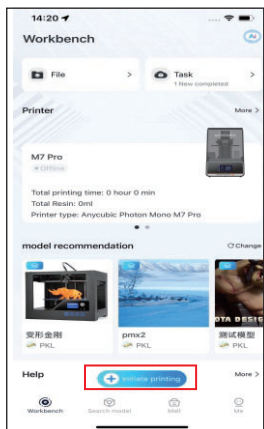 14:20
Workbench
Ai
File >
Task >
1 New completed
Printer
More >
M7 Pro
Offline
Total printing time: 0 hour 0 min
Total Resin: 0ml
Printer type: Anycubic Photon Mono M7 Pro
model recommendation
Change
变形金刚
PKL
pmx2
PKL
测试模型
PKL
Help
Initiate printing
More >
Workbench
Search model
Mall
Me